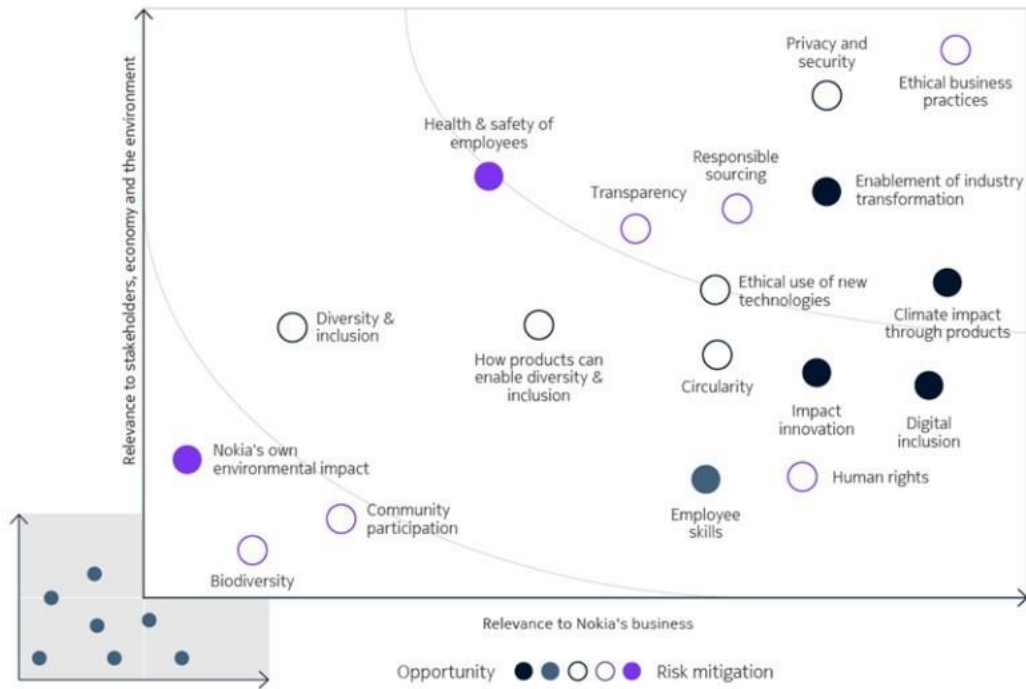 Relevance to stakeholders, economy and the environment
Privacy and
security
Ethical business
practices
Health & safety of
employees
Responsible
sourcing
Transparency
Enablement of industry
transformation
Ethical use of new
technologies
Climate impact
through products
Diversity &
inclusion
How products can
enable diversity &
inclusion
Circularity
Impact
innovation
Digital
inclusion
Nokia's own
environmental impact
Human rights
Community
participation
Employee
skills
Biodiversity
Relevance to Nokia's business
Opportunity
Risk mitigation